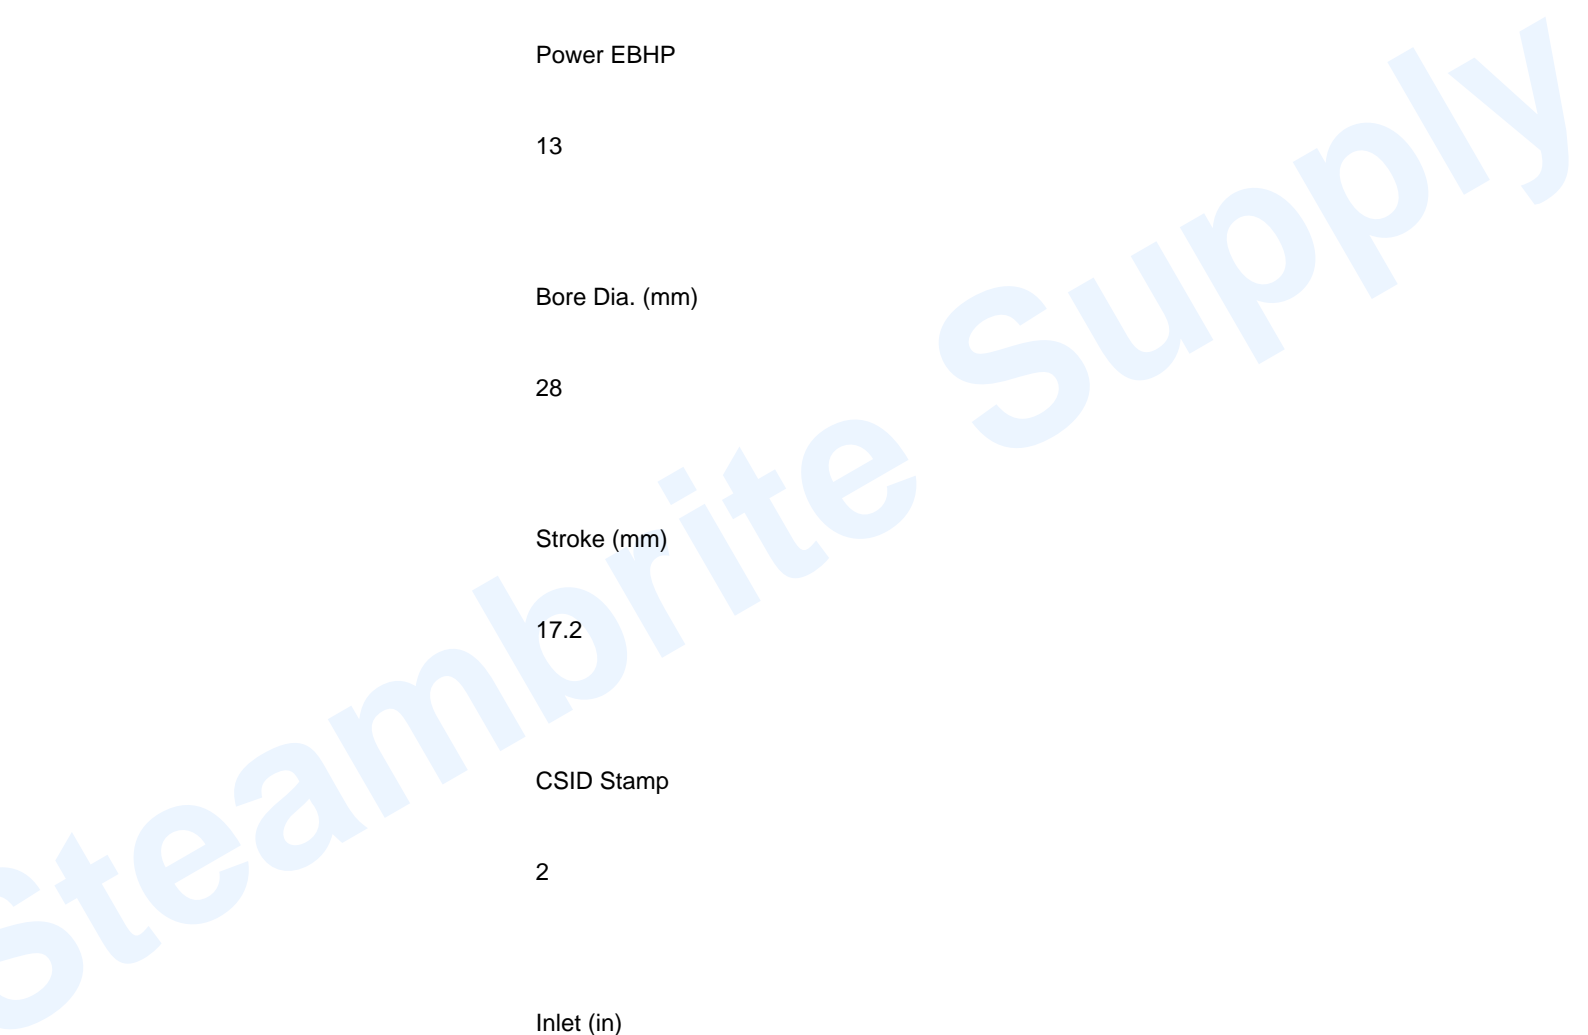 Power EBHP
13
Bore Dia. (mm)
28
Stroke (mm)
17.2
CSID Stamp
2
Inlet (in)
Steambrite Supply